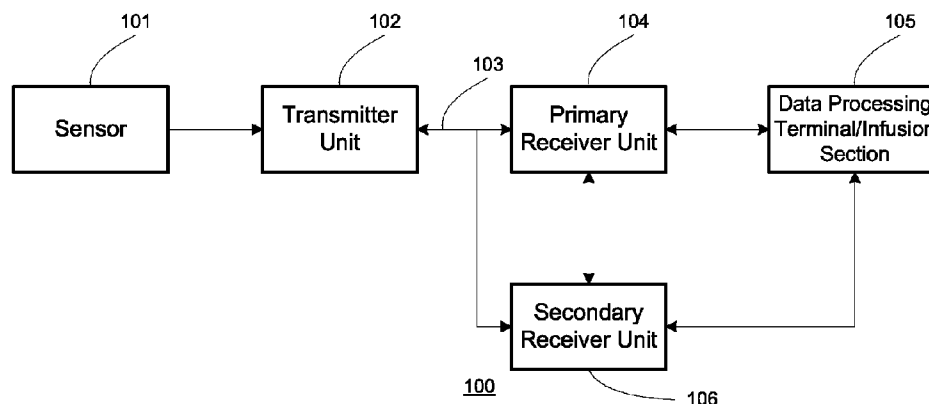 101
102
103
104
105
Sensor
Transmitter
Unit
Primary
Receiver Unit
Data Processing
Terminal/Infusion
Section
Secondary
Receiver Unit
100
106